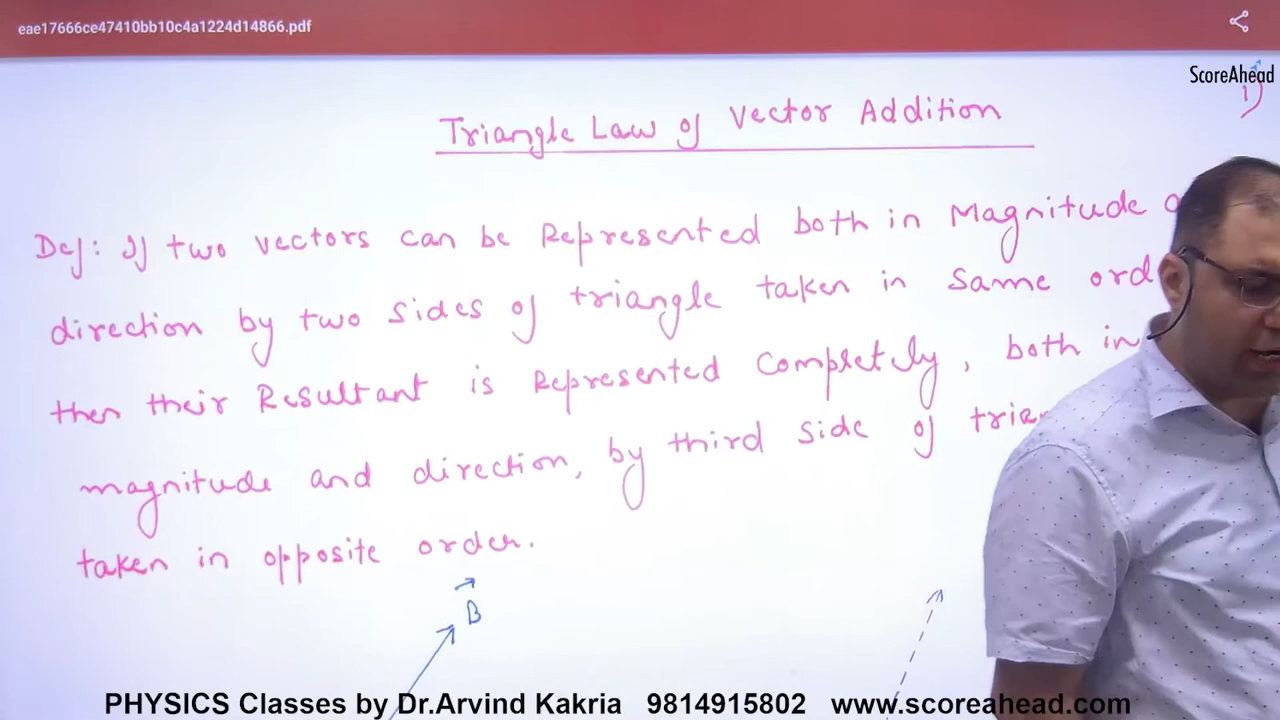 eae17666ce47410bb10c4a1224d14866.pdf
ScoreAhead
Triangle Law of Vector Addition
Def: If two vectors can be Represented both in Magnitude
direction by two sides of triangle taken in same ord
then their Resultant is Represented Completely, both in
magnitude and direction, by third side of trian
taken in opposite order.
B
PHYSICS Classes by Dr.Arvind Kakria 9814915802 www.scoreahead.com